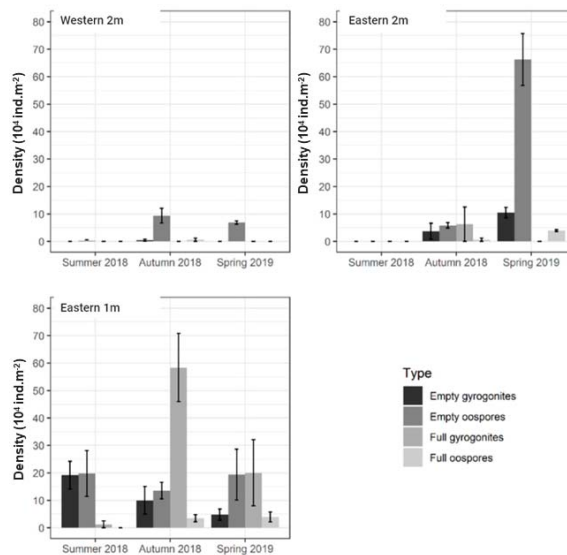 Western 2m
Eastern 2m
Density (10⁴ ind.m⁻²)
80
70
60
50
40
30
20
10
0
Summer 2018 Autumn 2018 Spring 2019
Density (10⁴ ind.m⁻²)
80
70
60
50
40
30
20
10
0
Summer 2018 Autumn 2018 Spring 2019
Eastern 1m
Density (10⁴ ind.m⁻²)
80
70
60
50
40
30
20
10
0
Summer 2018 Autumn 2018 Spring 2019
Type
Empty gyrogonites
Empty oospores
Full gyrogonites
Full oospores